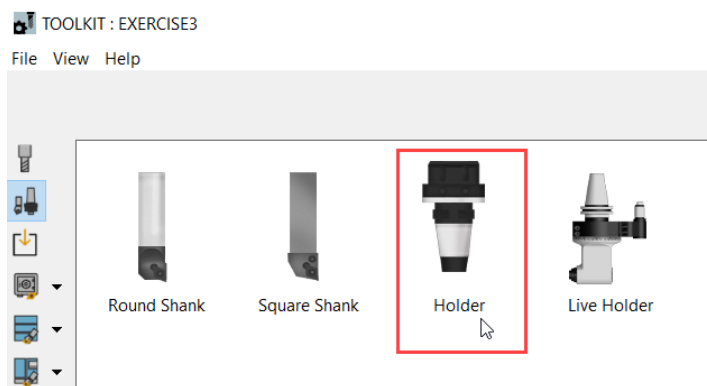 TOOLKIT : EXERCISE3
File View Help
Round Shank Square Shank Holder Live Holder